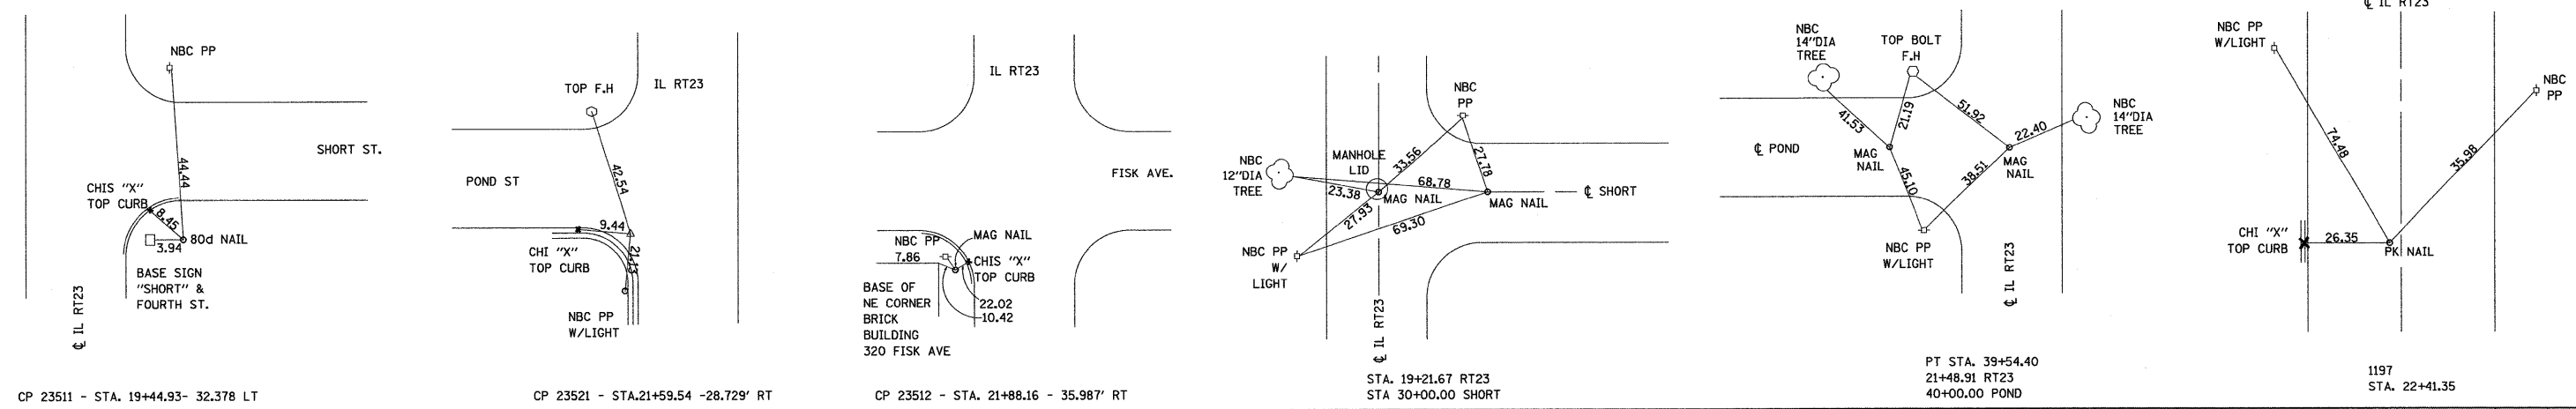 NBC PP
44.44
SHORT ST.
CHIS "X"
TOP CURB
8.45
80d NAIL
3.94
BASE SIGN
"SHORT" &
FOURTH ST.
℄ IL RT23
CP 23511 - STA. 19+44.93- 32.378 LT
TOP F.H
IL RT23
42.54
POND ST
9.44
CHI "X"
TOP CURB
21.13
NBC PP
W/LIGHT
CP 23521 - STA.21+59.54 -28.729' RT
IL RT23
FISK AVE.
NBC PP
MAG NAIL
7.86
CHIS "X"
TOP CURB
BASE OF
NE CORNER
BRICK
BUILDING
320 FISK AVE
22.02
10.42
CP 23512 - STA. 21+88.16 - 35.987' RT
NBC
PP
NBC
12"DIA
TREE
MANHOLE
LID
33.56
27.78
68.78
23.38
MAG NAIL
MAG NAIL
℄ SHORT
27.93
69.30
NBC PP
W/
LIGHT
℄ IL RT23
STA. 19+21.67 RT23
STA 30+00.00 SHORT
NBC
14"DIA
TREE
TOP BOLT
F.H
41.53
21.19
51.92
22.40
NBC
14"DIA
TREE
℄ POND
MAG
NAIL
MAG
NAIL
45.10
38.51
NBC PP
W/LIGHT
℄ IL RT23
PT STA. 39+54.40
21+48.91 RT23
40+00.00 POND
℄ IL RT23
NBC PP
W/LIGHT
NBC
PP
74.48
35.98
CHI "X"
TOP CURB
26.35
PK NAIL
1197
STA. 22+41.35